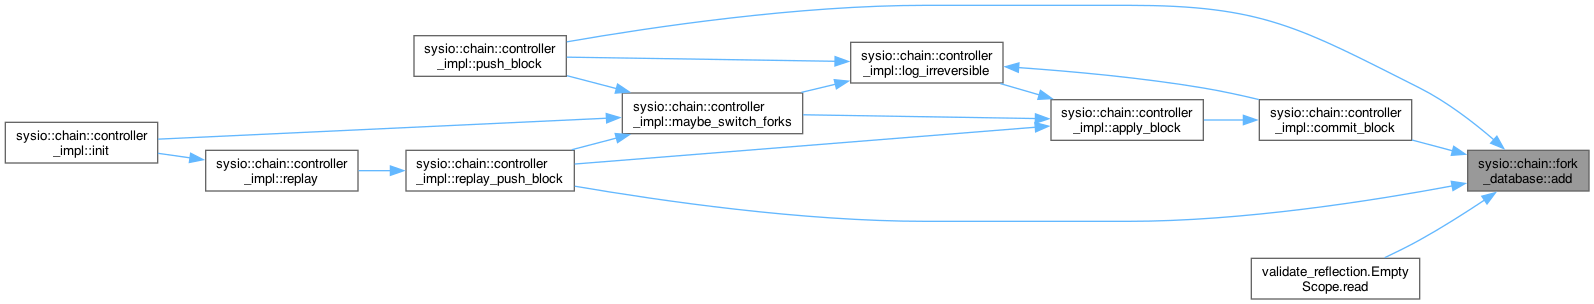 sysio::chain::controller
_impl::push_block
sysio::chain::controller
_impl::log_irreversible
sysio::chain::controller
_impl::maybe_switch_forks
sysio::chain::controller
_impl::apply_block
sysio::chain::controller
_impl::commit_block
sysio::chain::controller
_impl::init
sysio::chain::controller
_impl::replay
sysio::chain::controller
_impl::replay_push_block
sysio::chain::fork
_database::add
validate_reflection.Empty
Scope.read